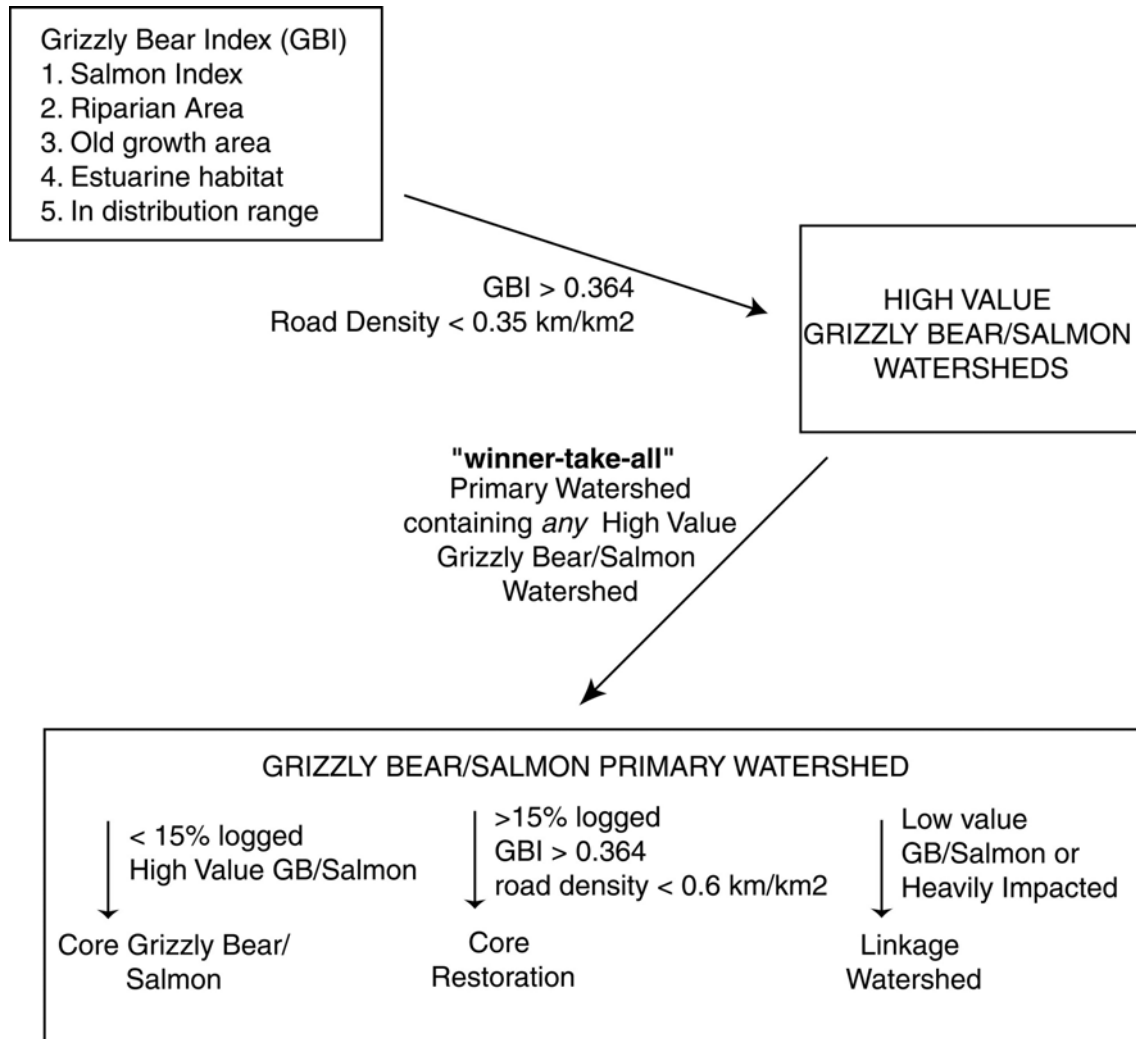 Grizzly Bear Index (GBI)
1. Salmon Index
2. Riparian Area
3. Old growth area
4. Estuarine habitat
5. In distribution range
GBI > 0.364
Road Density < 0.35 km/km2
HIGH VALUE
GRIZZLY BEAR/SALMON
WATERSHEDS
"winner-take-all"
Primary Watershed
containing any High Value
Grizzly Bear/Salmon
Watershed
GRIZZLY BEAR/SALMON PRIMARY WATERSHED
< 15% logged
High Value GB/Salmon
Core Grizzly Bear/
Salmon
>15% logged
GBI > 0.364
road density < 0.6 km/km2
Core
Restoration
Low value
GB/Salmon or
Heavily Impacted
Linkage
Watershed